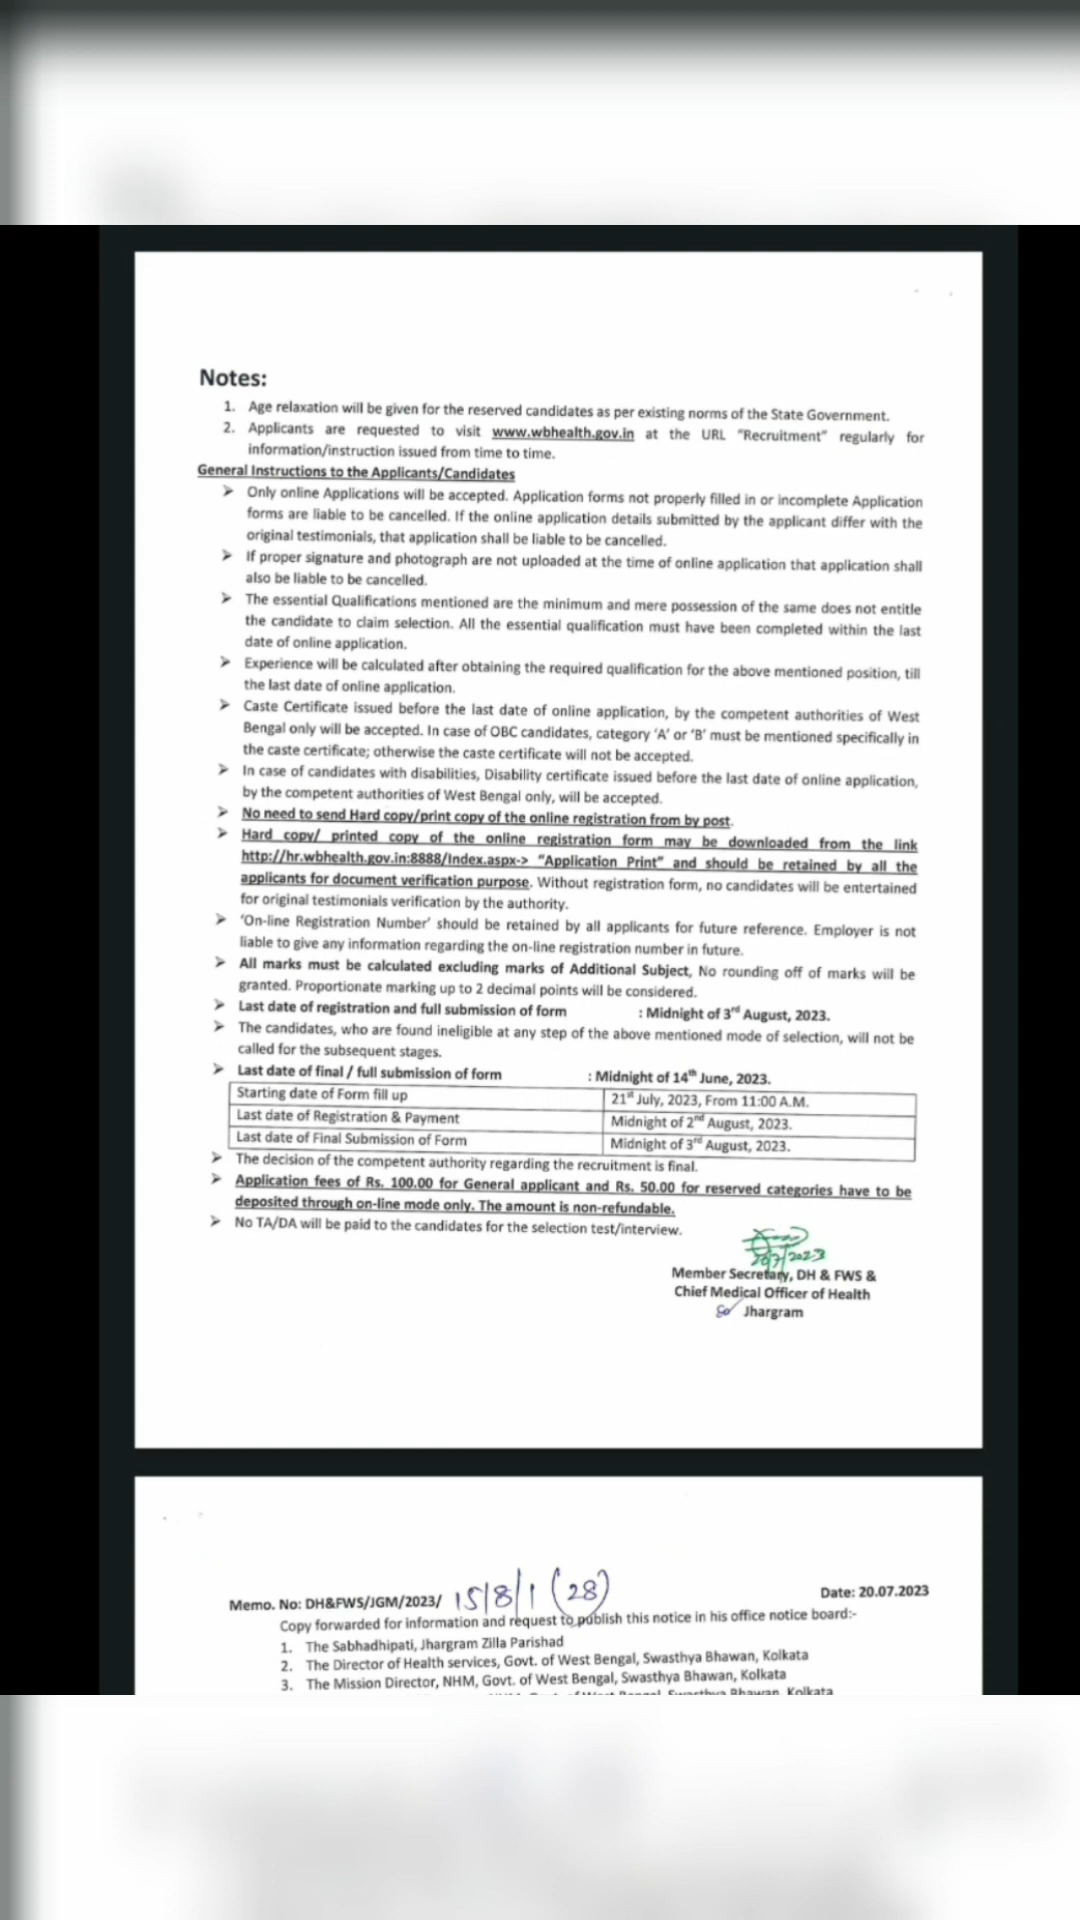 Notes:
1. Age relaxation will be given for the reserved candidates as per existing norms of the State Government.
2. Applicants are requested to visit www.wbhealth.gov.in at the URL "Recruitment" regularly for
information/instruction issued from time to time.
General Instructions to the Applicants/Candidates
➢ Only online Applications will be accepted. Application forms not properly filled in or incomplete Application
forms are liable to be cancelled. If the online application details submitted by the applicant differ with the
original testimonials, that application shall be liable to be cancelled.
➢ If proper signature and photograph are not uploaded at the time of online application that application shall
also be liable to be cancelled.
➢ The essential Qualifications mentioned are the minimum and mere possession of the same does not entitle
the candidate to claim selection. All the essential qualification must have been completed within the last
date of online application.
➢ Experience will be calculated after obtaining the required qualification for the above mentioned position, till
the last date of online application.
➢ Caste Certificate issued before the last date of online application, by the competent authorities of West
Bengal only will be accepted. In case of OBC candidates, category 'A' or 'B' must be mentioned specifically in
the caste certificate; otherwise the caste certificate will not be accepted.
➢ In case of candidates with disabilities, Disability certificate issued before the last date of online application,
by the competent authorities of West Bengal only, will be accepted.
➢ No need to send Hard copy/print copy of the online registration from by post.
➢ Hard copy/ printed copy of the online registration form may be downloaded from the link
http://hr.wbhealth.gov.in:8888/Index.aspx-> "Application Print" and should be retained by all the
applicants for document verification purpose. Without registration form, no candidates will be entertained
for original testimonials verification by the authority.
➢ 'On-line Registration Number' should be retained by all applicants for future reference. Employer is not
liable to give any information regarding the on-line registration number in future.
➢ All marks must be calculated excluding marks of Additional Subject, No rounding off of marks will be
granted. Proportionate marking up to 2 decimal points will be considered.
➢ Last date of registration and full submission of form : Midnight of 3rd August, 2023.
➢ The candidates, who are found ineligible at any step of the above mentioned mode of selection, will not be
called for the subsequent stages.
➢ Last date of final / full submission of form : Midnight of 14th June, 2023.
Starting date of Form fill up 21st July, 2023, From 11:00 A.M.
Last date of Registration & Payment Midnight of 2nd August, 2023.
Last date of Final Submission of Form Midnight of 3rd August, 2023.
➢ The decision of the competent authority regarding the recruitment is final.
➢ Application fees of Rs. 100.00 for General applicant and Rs. 50.00 for reserved categories have to be
deposited through on-line mode only. The amount is non-refundable.
➢ No TA/DA will be paid to the candidates for the selection test/interview.
20/7/2023
Member Secretary, DH & FWS &
Chief Medical Officer of Health
Jhargram
Memo. No: DH&FWS/JGM/2023/ 1518/1(28) Date: 20.07.2023
Copy forwarded for information and request to publish this notice in his office notice board:-
1. The Sabhadhipati, Jhargram Zilla Parishad
2. The Director of Health services, Govt. of West Bengal, Swasthya Bhawan, Kolkata
3. The Mission Director, NHM, Govt. of West Bengal, Swasthya Bhawan, Kolkata